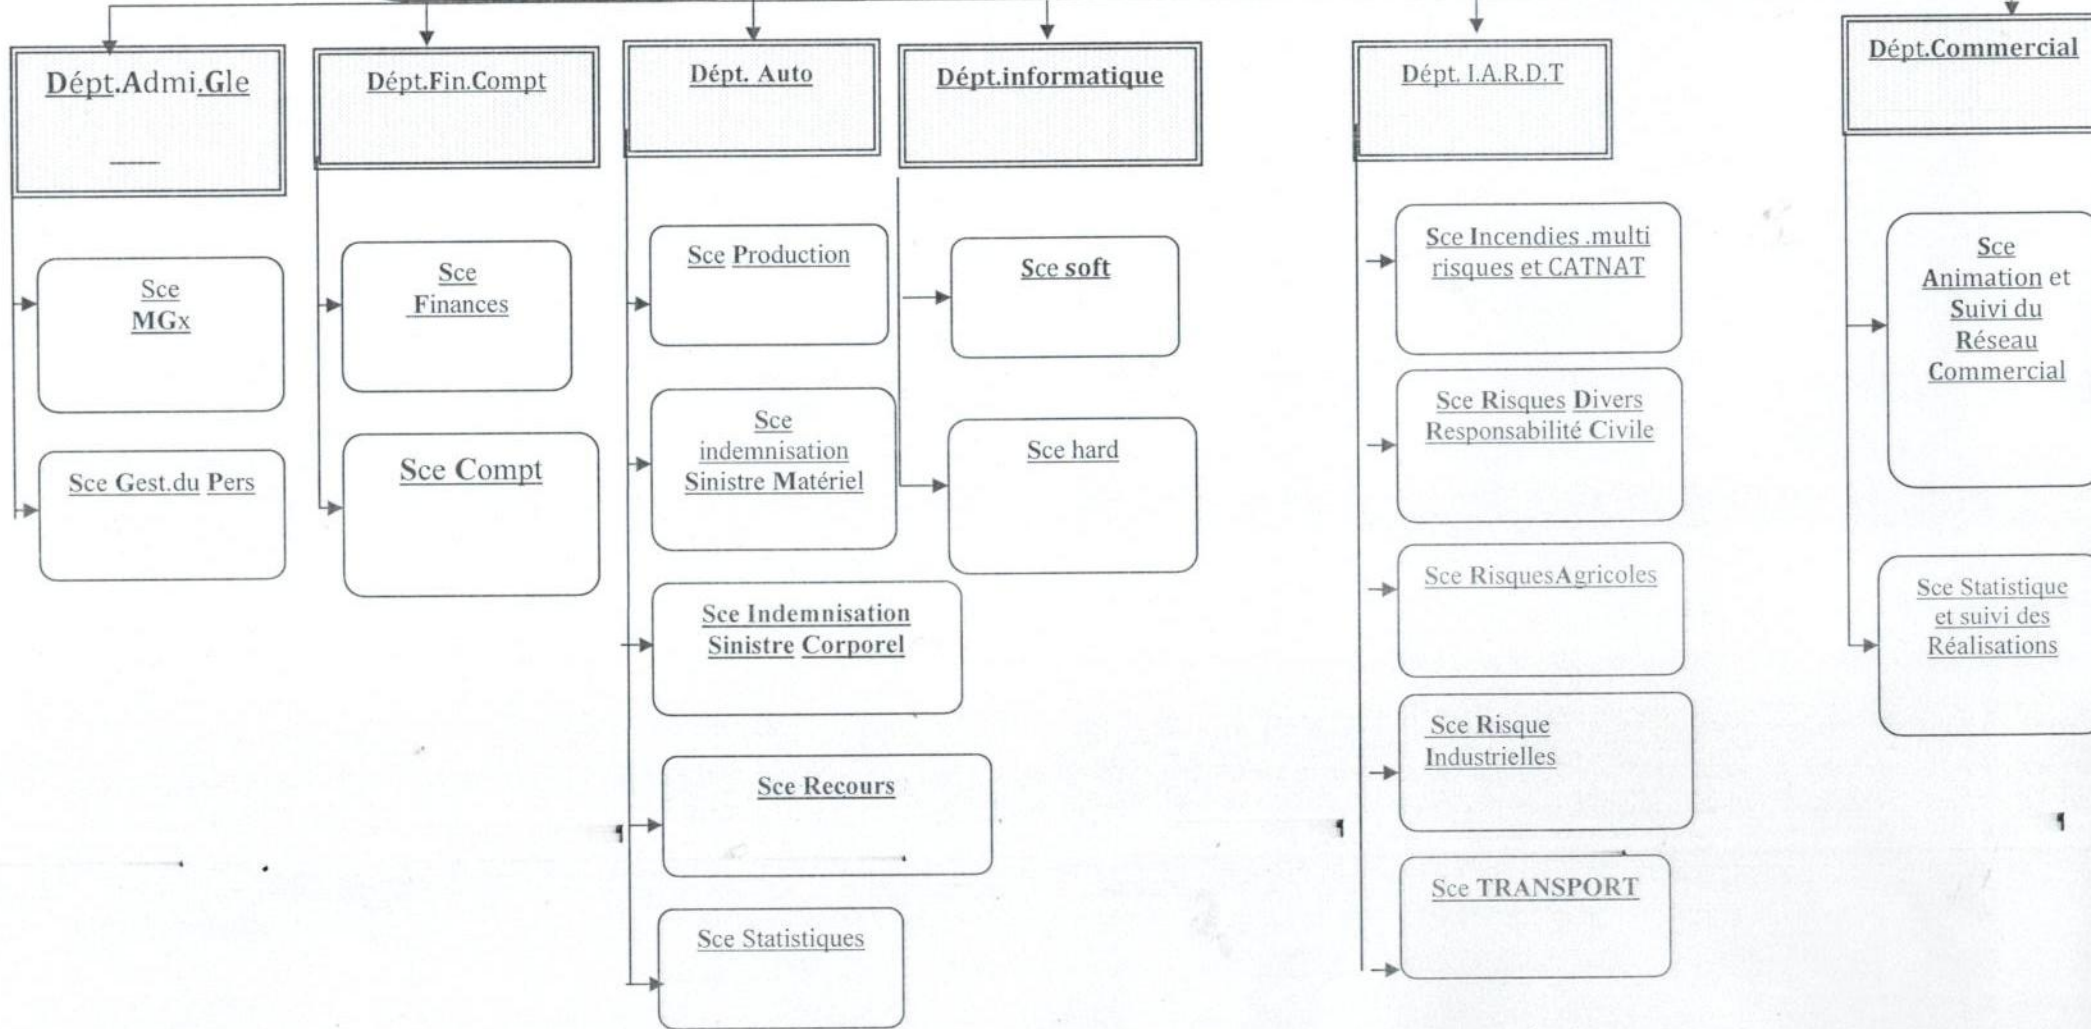 Dépt.Admi.Gle
Sce
MGx
Sce Gest.du Pers
Dépt.Fin.Compt
Sce
Finances
Sce Compt
Dépt. Auto
Sce Production
Sce
indemnisation
Sinistre Matériel
Sce Indemnisation
Sinistre Corporel
Sce Recours
Sce Statistiques
Dépt.informatique
Sce soft
Sce hard
Dépt. I.A.R.D.T
Sce Incendies .multi
risques et CATNAT
Sce Risques Divers
Responsabilité Civile
Sce RisquesAgricoles
Sce Risque
Industrielles
Sce TRANSPORT
Dépt.Commercial
Sce
Animation et
Suivi du
Réseau
Commercial
Sce Statistique
et suivi des
Réalisations